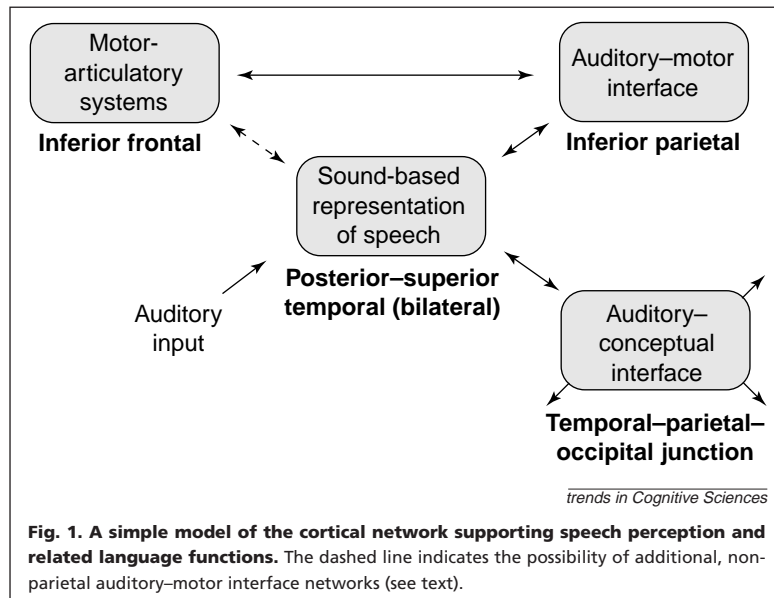 Motor-
articulatory
systems
Inferior frontal
Auditory–motor
interface
Inferior parietal
Sound-based
representation
of speech
Posterior–superior
temporal (bilateral)
Auditory
input
Auditory–
conceptual
interface
Temporal–parietal–
occipital junction
trends in Cognitive Sciences
Fig. 1. A simple model of the cortical network supporting speech perception and
related language functions. The dashed line indicates the possibility of additional, non-
parietal auditory–motor interface networks (see text).